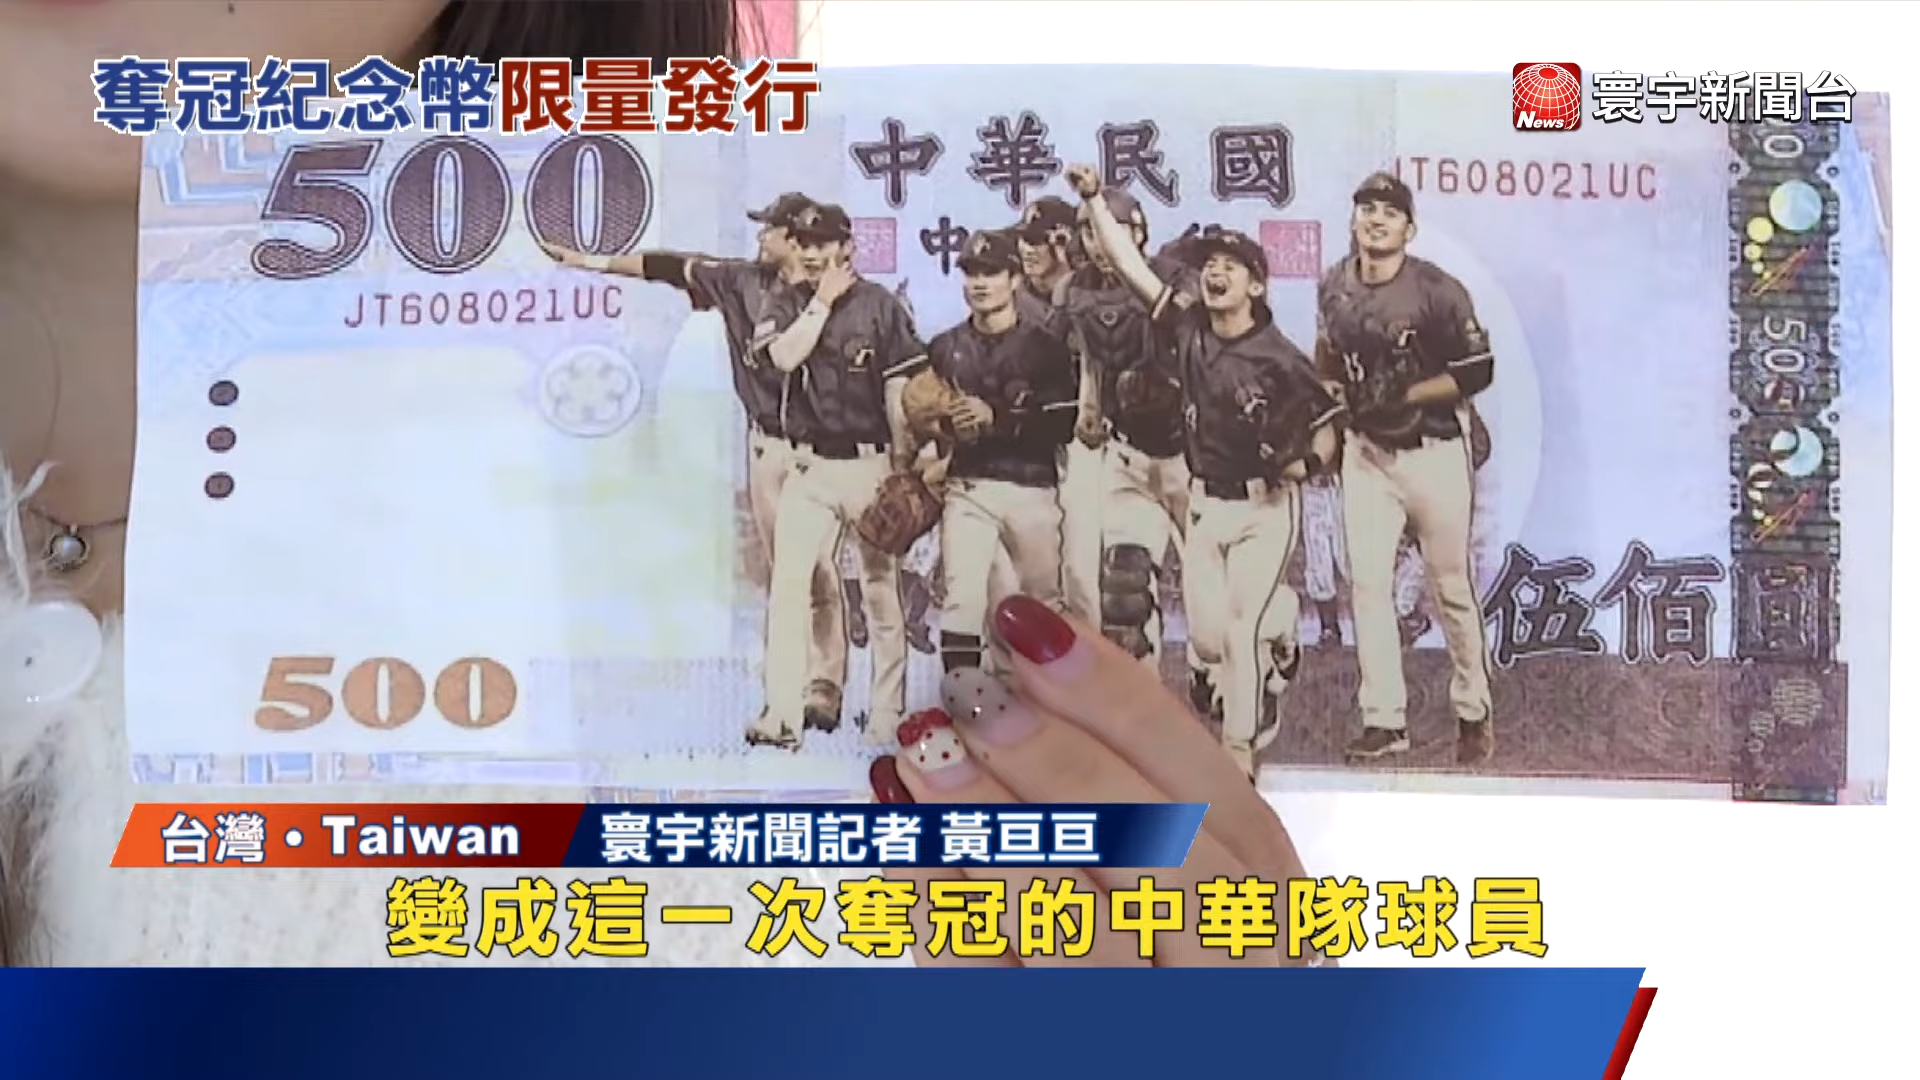 奪冠紀念幣限量發行
News 寰宇新聞台
500
中華民國
JT608021UC
JT608021UC
中
50
500
伍佰圓
台灣・Taiwan 寰宇新聞記者 黃亘亘
變成這一次奪冠的中華隊球員